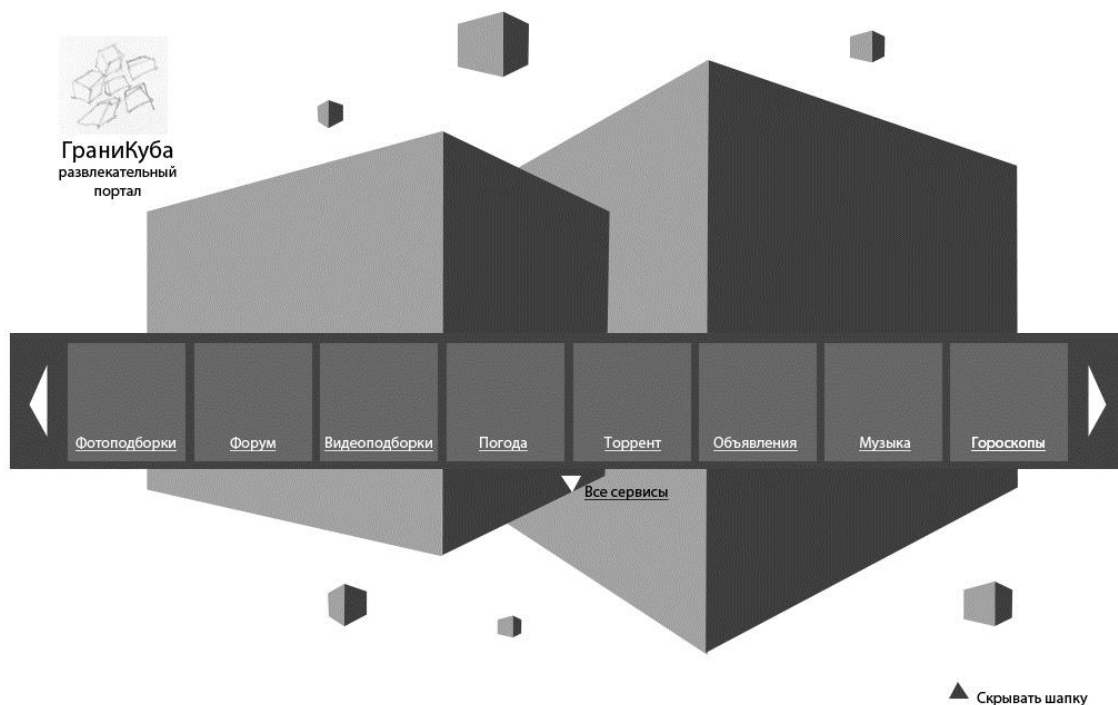 ГраниКуба
развлекательный
портал
Фотоподборки Форум Видеоподборки Погода Торрент Объявления Музыка Гороскопы
Все сервисы
Скрывать шапку